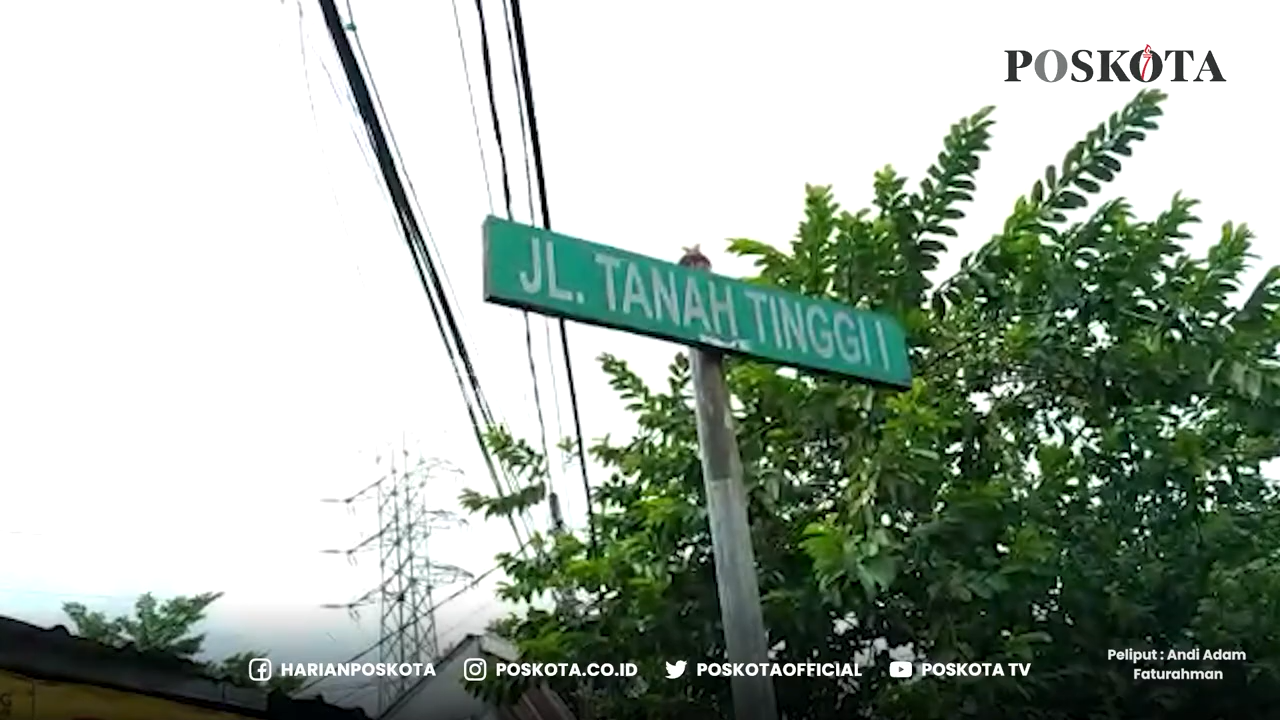 POSKOTA
JL. TANAH TINGGI I
HARIANPOSKOTA POSKOTA.CO.ID POSKOTAOFFICIAL POSKOTA TV
Peliput : Andi Adam
Faturahman